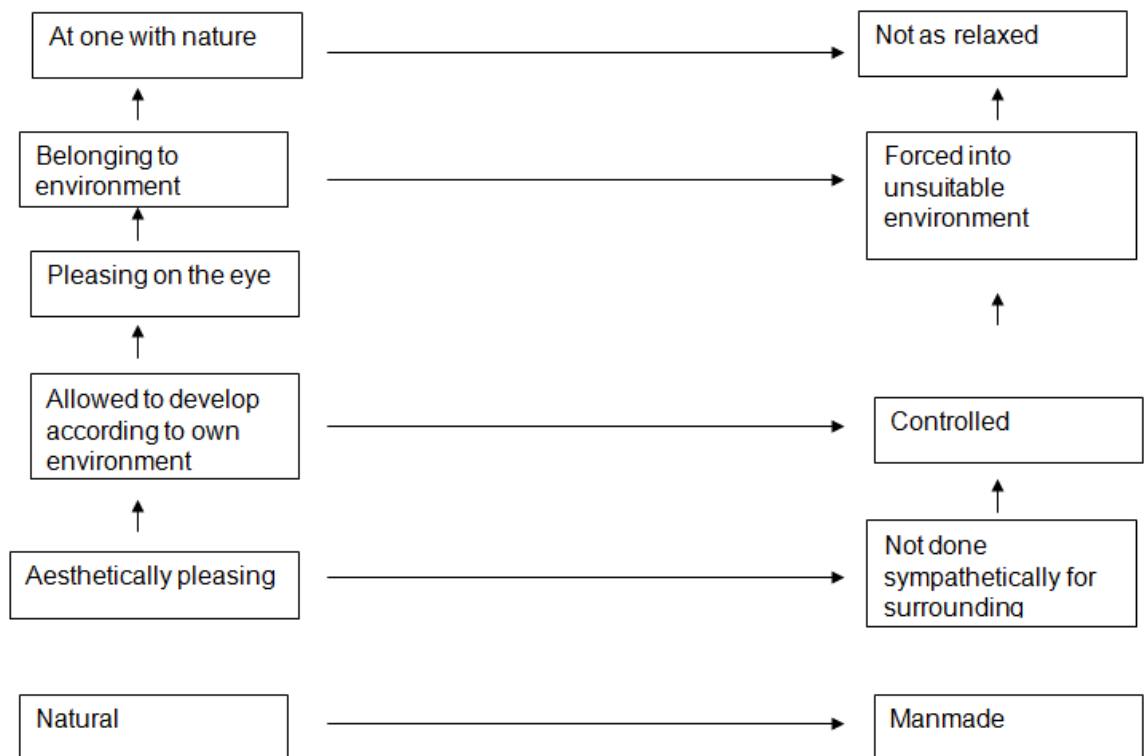 At one with nature
Not as relaxed
Belonging to
environment
Forced into
unsuitable
environment
Pleasing on the eye
Allowed to develop
according to own
environment
Controlled
Aesthetically pleasing
Not done
sympathetically for
surrounding
Natural
Manmade